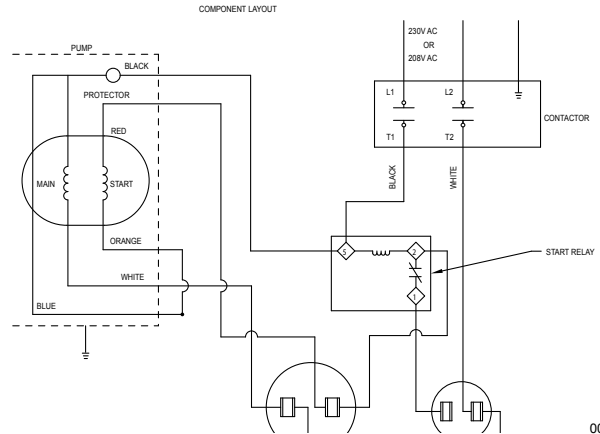 COMPONENT LAYOUT
230V AC
OR
208V AC
PUMP
BLACK
PROTECTOR
L1
L2
CONTACTOR
T1
T2
RED
MAIN
START
BLACK
WHITE
ORANGE
5
2
START RELAY
WHITE
1
BLUE
00